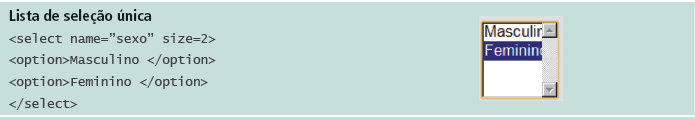 Lista de seleção única
<select name="sexo" size=2>
<option>Masculino </option>
<option>Feminino </option>
</select>
Masculin
Feminino